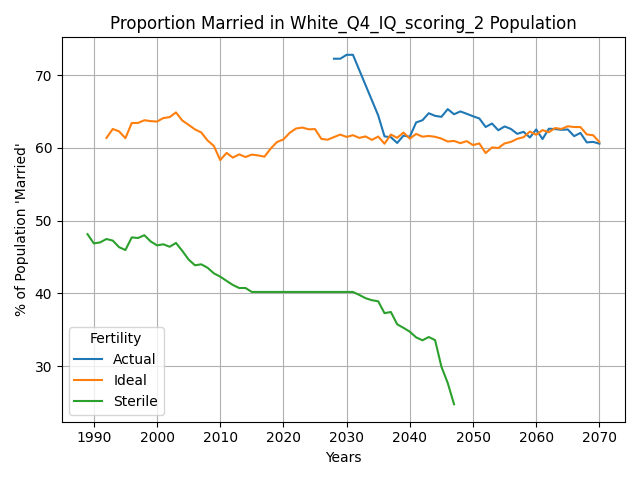 Proportion Married in White_Q4_IQ_scoring_2 Population
% of Population 'Married'
70
60
50
40
30
Fertility
Actual
Ideal
Sterile
1990 2000 2010 2020 2030 2040 2050 2060 2070
Years